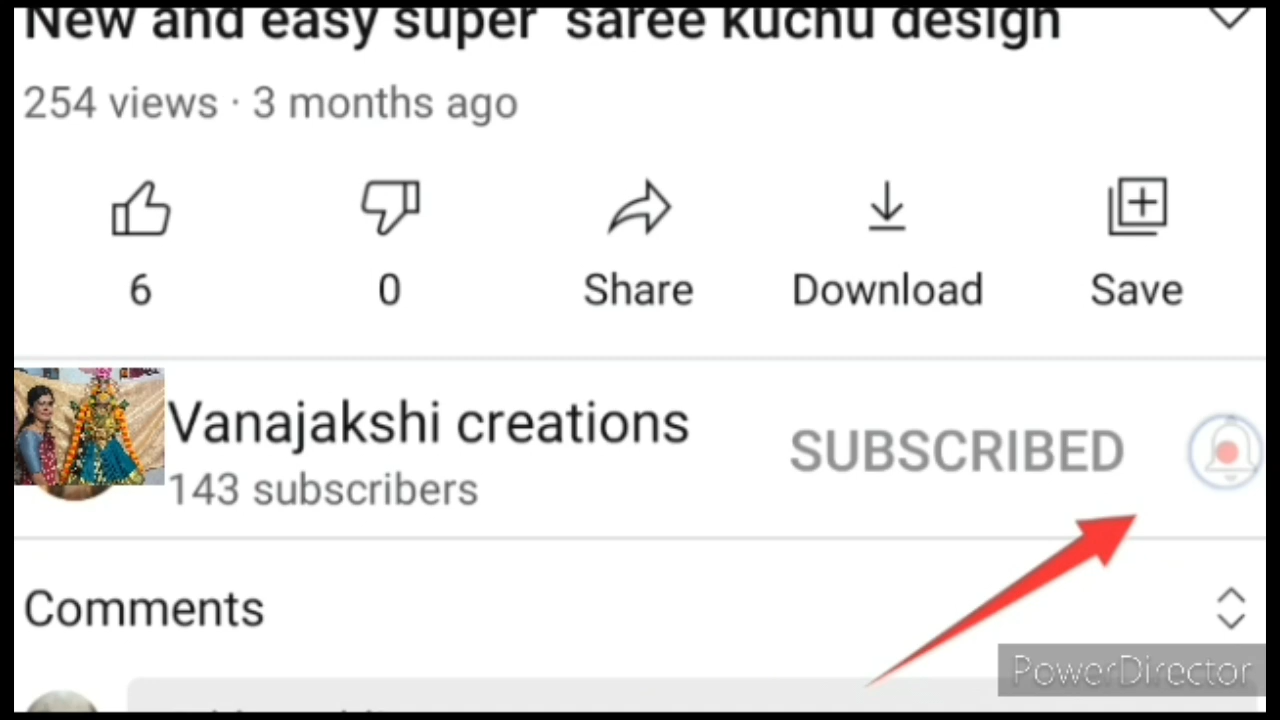 New and easy super saree kuchu design
254 views · 3 months ago
6
0
Share
Download
Save
Vanajakshi creations
SUBSCRIBED
143 subscribers
Comments
PowerDirector